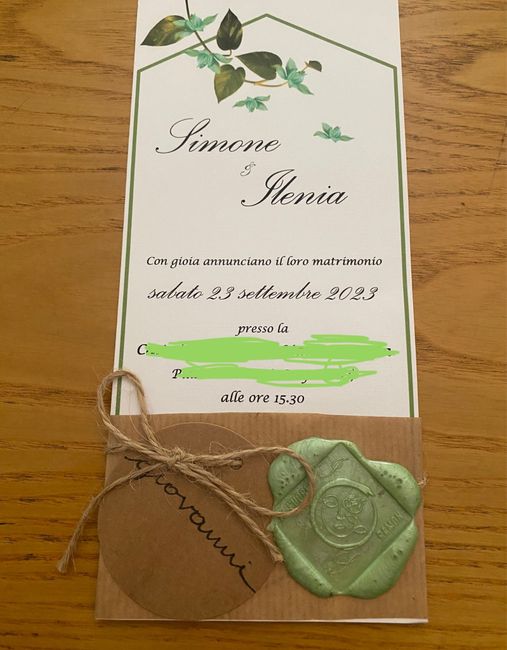 Simone
&
Ilenia
Con gioia annunciano il loro matrimonio
sabato 23 settembre 2023
presso la
alle ore 15.30
giovanni